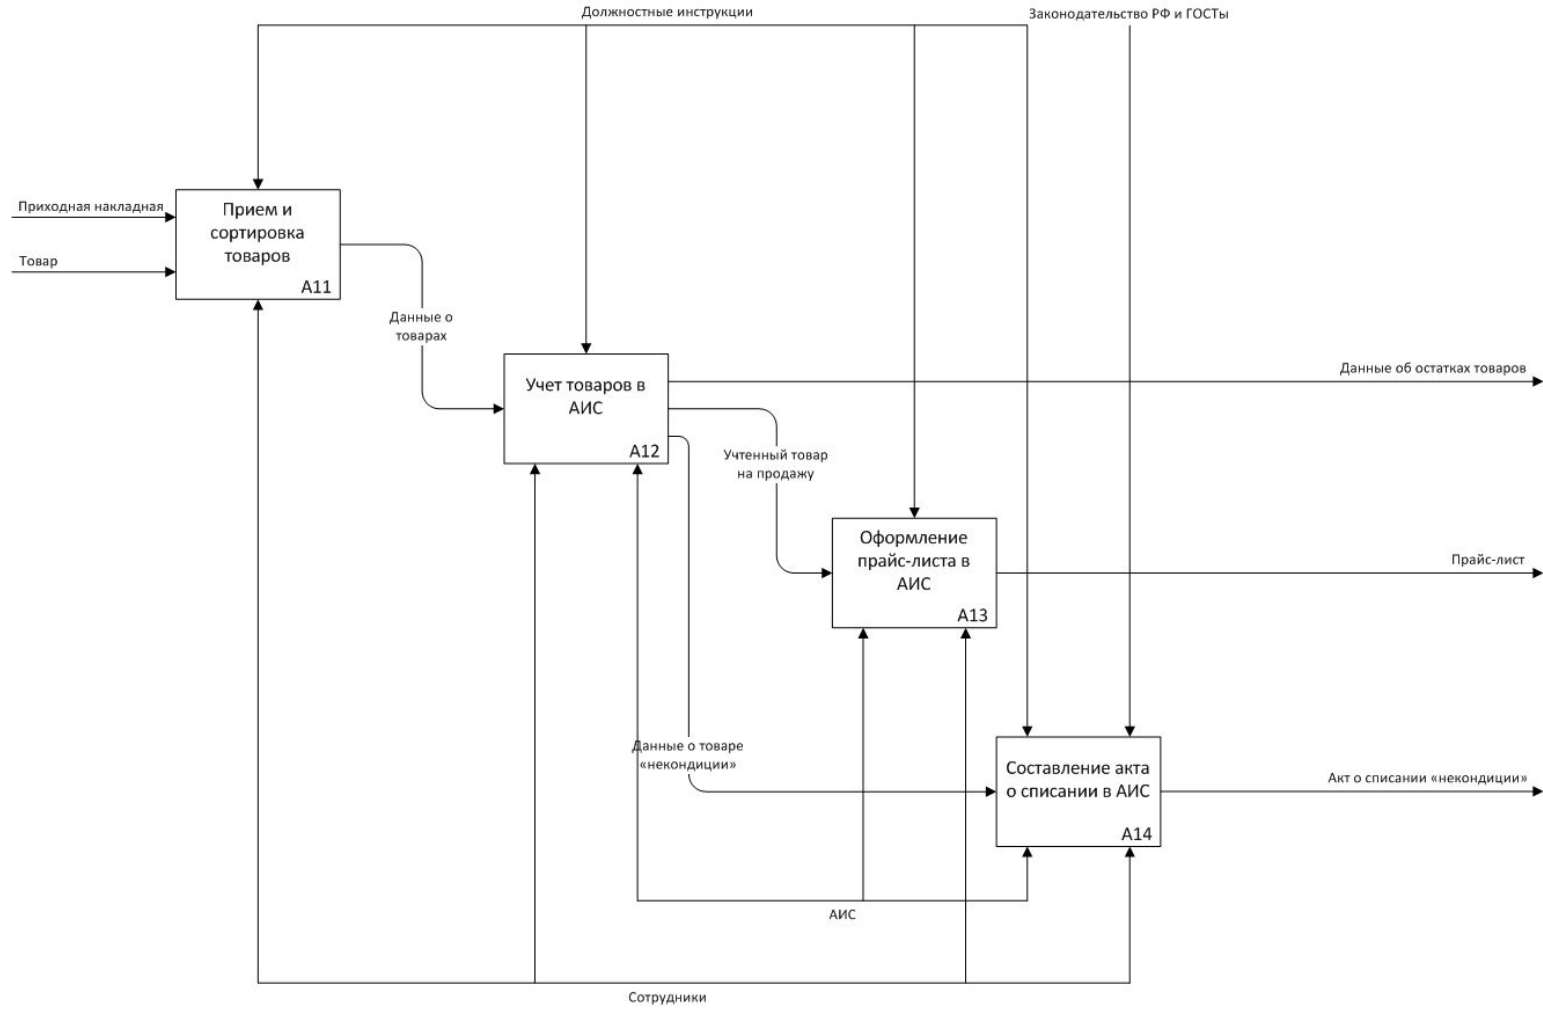 Должностные инструкции
Законодательство РФ и ГОСТы
Приходная накладная
Товар
Прием и
сортировка
товаров
А11
Данные о
товарах
Учет товаров в
АИС
А12
Данные об остатках товаров
Учтенный товар
на продажу
Оформление
прайс-листа в
АИС
А13
Прайс-лист
Данные о товаре
«некондиции»
Составление акта
о списании в АИС
А14
Акт о списании «некондиции»
АИС
Сотрудники